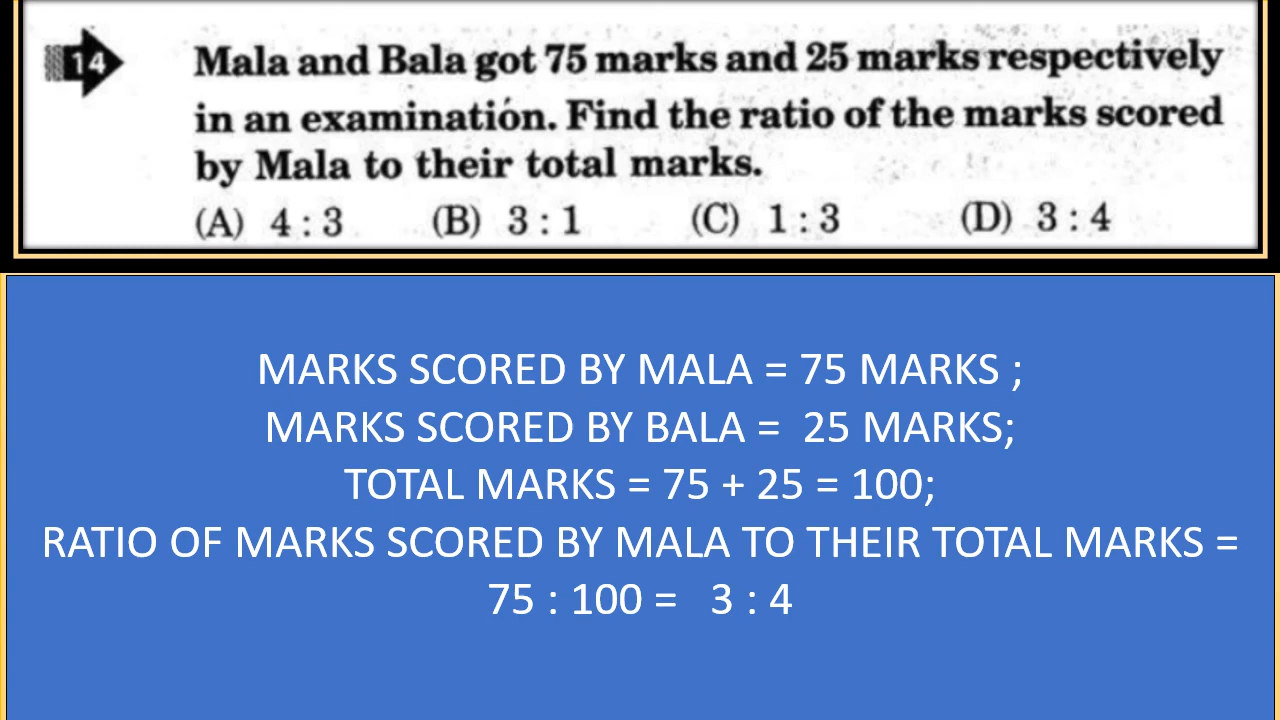 14
Mala and Bala got 75 marks and 25 marks respectively
in an examination. Find the ratio of the marks scored
by Mala to their total marks.
(A) 4 : 3 (B) 3 : 1 (C) 1 : 3 (D) 3 : 4
MARKS SCORED BY MALA = 75 MARKS ;
MARKS SCORED BY BALA = 25 MARKS;
TOTAL MARKS = 75 + 25 = 100;
RATIO OF MARKS SCORED BY MALA TO THEIR TOTAL MARKS =
75 : 100 = 3 : 4